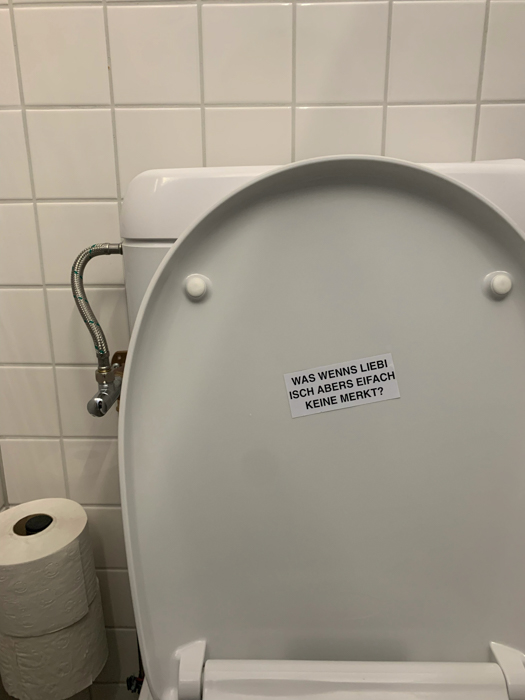 WAS WENNS LIEBI
ISCH ABERS EIFACH
KEINE MERKT?